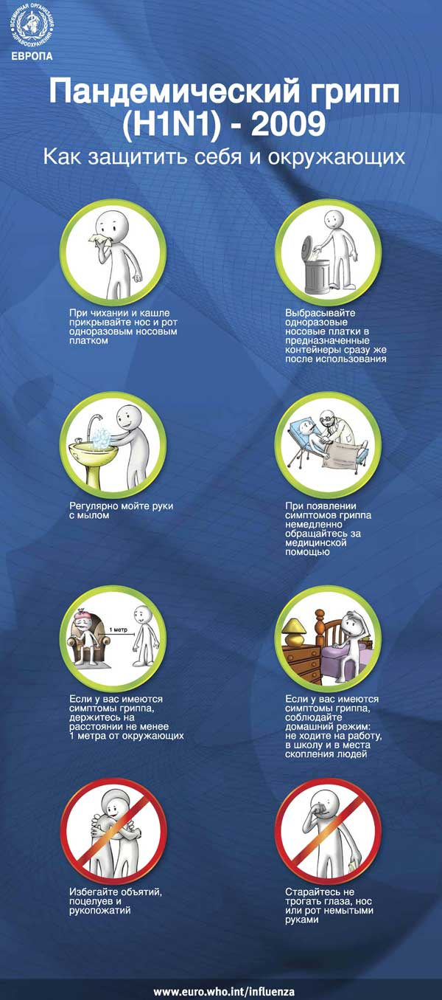 ВСЕМИРНАЯ ОРГАНИЗАЦИЯ
ЗДРАВООХРАНЕНИЯ
ЕВРОПА
Пандемический грипп
(H1N1) - 2009
Как защитить себя и окружающих
При чихании и кашле
прикрывайте нос и рот
одноразовым носовым
платком
Выбрасывайте
одноразовые
носовые платки в
предназначенные
контейнеры сразу же
после использования
Регулярно мойте руки
с мылом
При появлении
симптомов гриппа
немедленно
обращайтесь за
медицинской
помощью
1 метр
Если у вас имеются
симптомы гриппа,
держитесь на
расстоянии не менее
1 метра от окружающих
Если у вас имеются
симптомы гриппа,
соблюдайте
домашний режим:
не ходите на работу,
в школу и в места
скопления людей
Избегайте объятий,
поцелуев и
рукопожатий
Старайтесь не
трогать глаза, нос
или рот немытыми
руками
www.euro.who.int/influenza